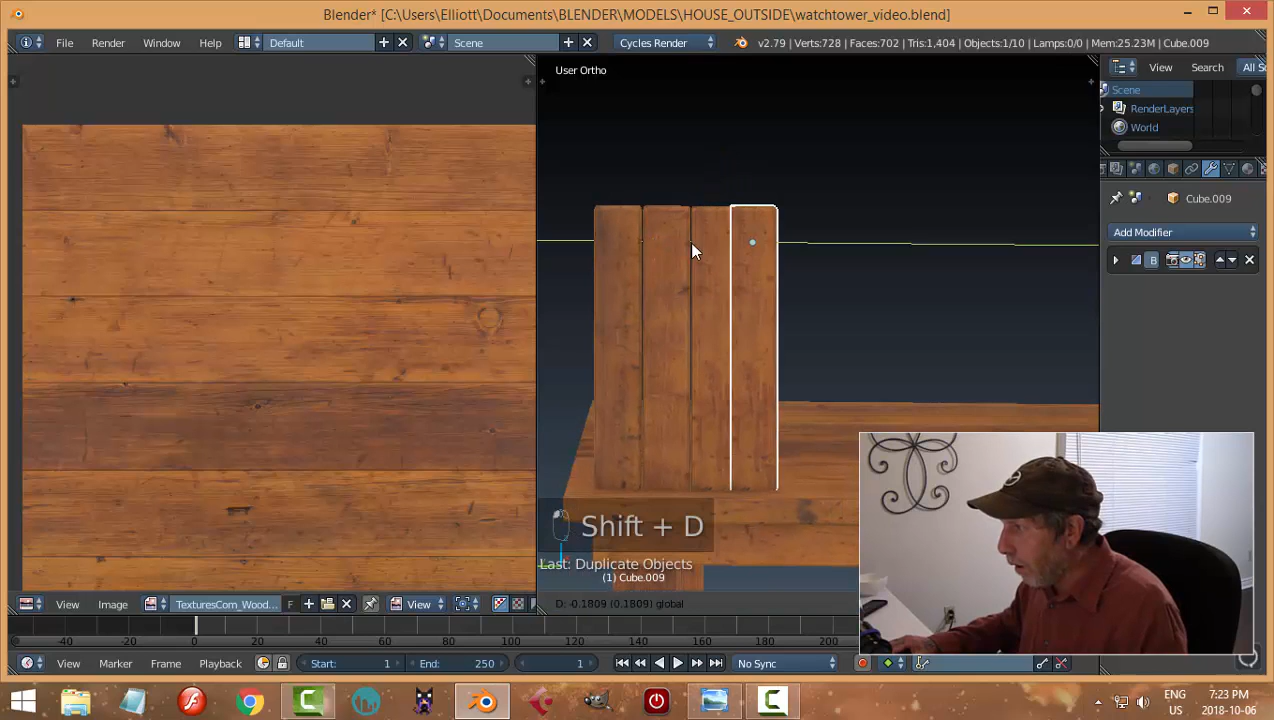 Blender* [C:\Users\Elliott\Documents\BLENDER\MODELS\HOUSE_OUTSIDE\watchtower_video.blend]
File Render Window Help Default Scene Cycles Render v2.79 | Verts:728 | Faces:702 | Tris:1,404 | Objects:1/10 | Lamps:0/0 | Mem:25.23M | Cube.009
User Ortho
View Search All Sc
Scene
RenderLayers
World
Cube.009
Add Modifier
B
Shift + D
Last: Duplicate Objects
(1) Cube.009
D: -0.1809 (0.1809) global
View Image TexturesCom_Wood... F View
-40 -20 0 20 40 60 80 100 120 140 160 180 200
View Marker Frame Playback Start: 1 End: 250 1 No Sync
ENG 7:23 PM
US 2018-10-06